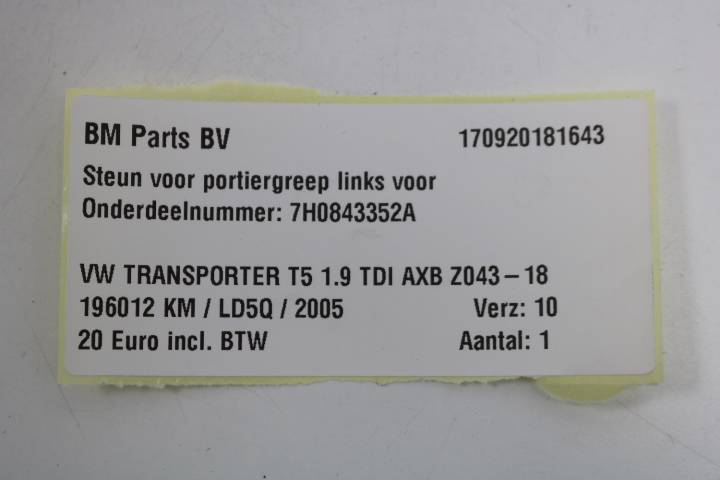 BM Parts BV 170920181643
Steun voor portiergreep links voor
Onderdeelnummer: 7H0843352A
VW TRANSPORTER T5 1.9 TDI AXB Z043-18
196012 KM / LD5Q / 2005 Verz: 10
20 Euro incl. BTW Aantal: 1